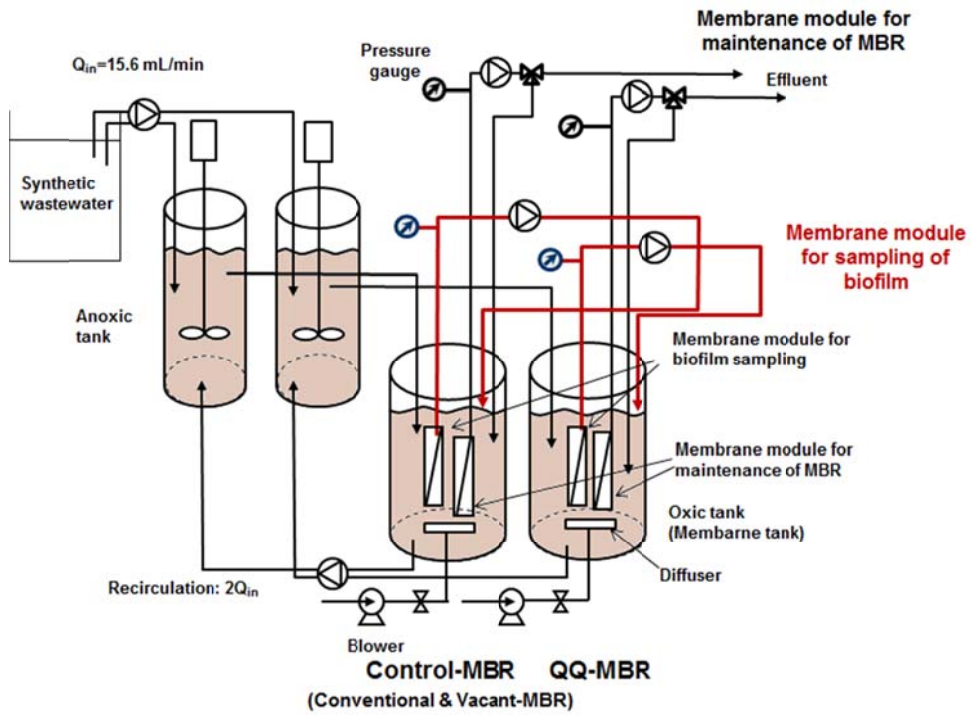 Membrane module for
maintenance of MBR
Effluent
Pressure
gauge
Qin=15.6 mL/min
Synthetic
wastewater
Membrane module
for sampling of
biofilm
Anoxic
tank
Membrane module for
biofilm sampling
Membrane module for
maintenance of MBR
Oxic tank
(Membarne tank)
Diffuser
Recirculation: 2Qin
Blower
Control-MBR
QQ-MBR
(Conventional & Vacant-MBR)